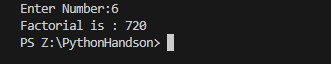 Enter Number:6
Factorial is : 720
PS Z:\PythonHandson>